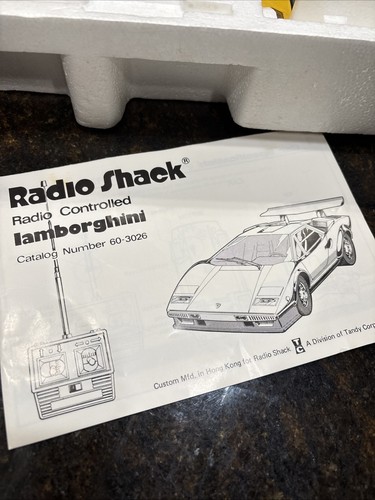 Radio Shack®
Radio Controlled
lamborghini
Catalog Number 60-3026
Custom Mfd. in Hong Kong for Radio Shack TC A Division of Tandy Corp